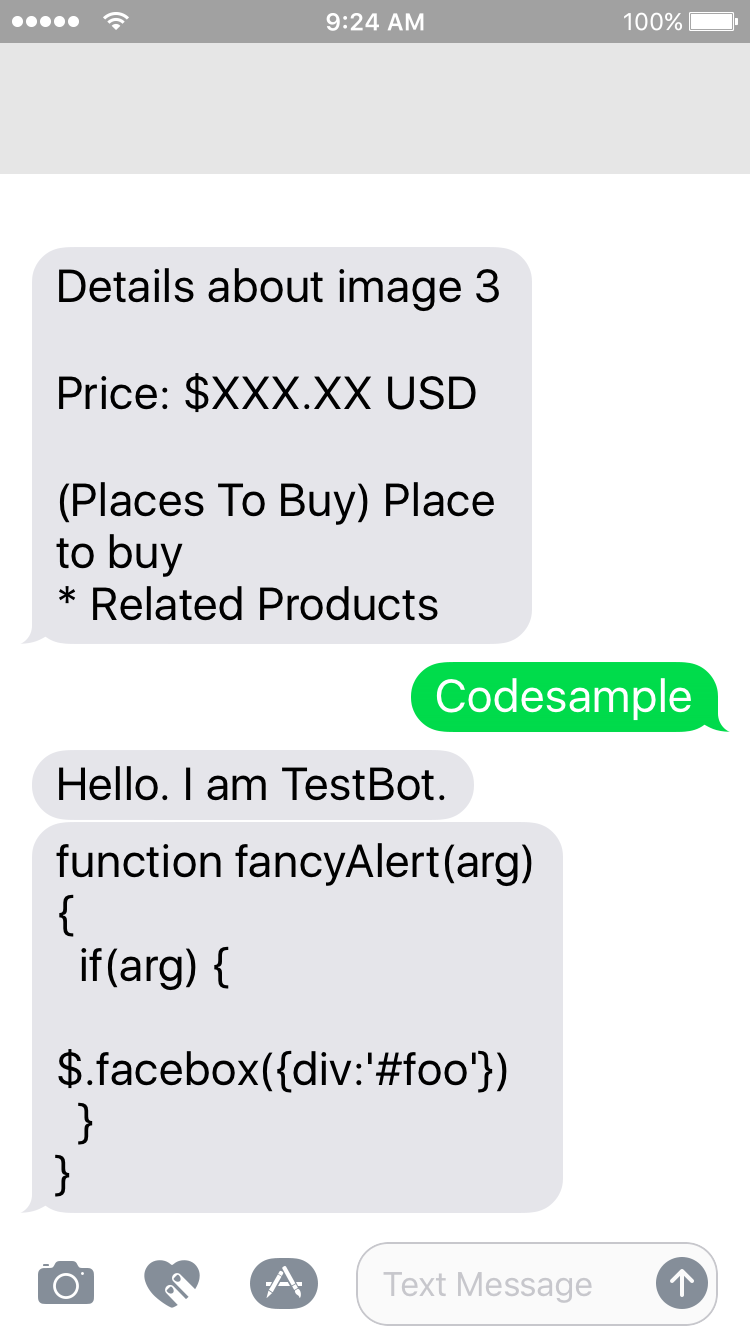 9:24 AM
100%
Details about image 3
Price: $XXX.XX USD
(Places To Buy) Place
to buy
* Related Products
Codesample
Hello. I am TestBot.
function fancyAlert(arg)
{
  if(arg) {
$.facebox({div:'#foo'})
  }
}
Text Message